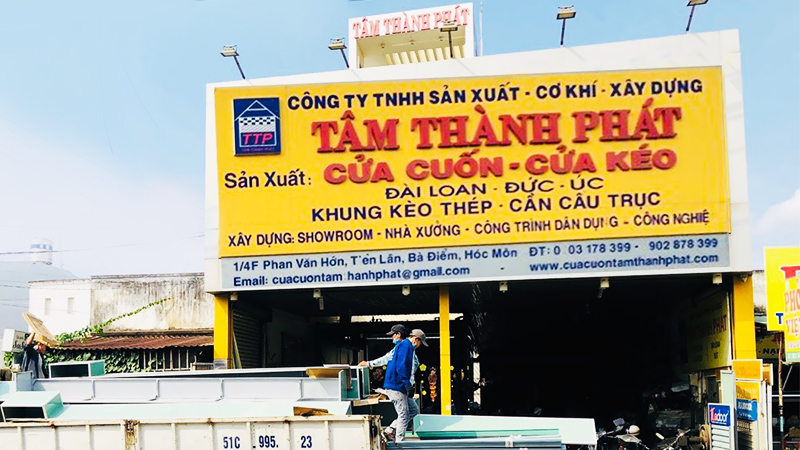 TÂM THÀNH PHÁT
CÔNG TY TNHH SẢN XUẤT - CƠ KHÍ - XÂY DỰNG
TTP
TÂM THÀNH PHÁT
Sản Xuất: CỬA CUỐN - CỬA KÉO
ĐÀI LOAN - ĐỨC - ÚC
KHUNG KÈO THÉP - CẦN CẨU TRỤC
XÂY DỰNG: SHOWROOM - NHÀ XƯỞNG - CÔNG TRÌNH DÂN DỤNG - CÔNG NGHIỆ
1/4F Phan Văn Hớn, Tiền Lân, Bà Điểm, Hóc Môn ĐT: 0 03 178 399 - 902 878 399
Email: cuacuontam hanhphat@gmail.com www.cuacuontamthanhphat.com
51C 995. 23